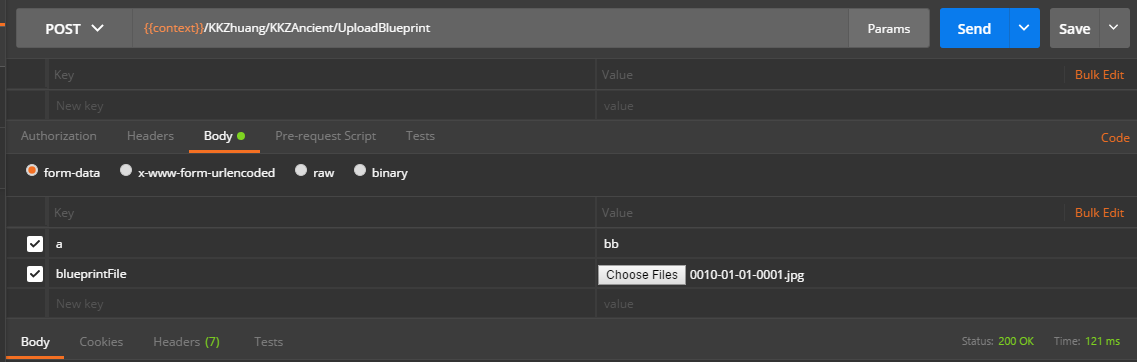 POST {{context}}/KKZhuang/KKZAncient/UploadBlueprint Params Send Save
Key Value Bulk Edit
New key value
Authorization Headers Body Pre-request Script Tests Code
form-data x-www-form-urlencoded raw binary
Key Value Bulk Edit
a bb
blueprintFile Choose Files 0010-01-01-0001.jpg
New key value
Body Cookies Headers (7) Tests Status: 200 OK Time: 121 ms